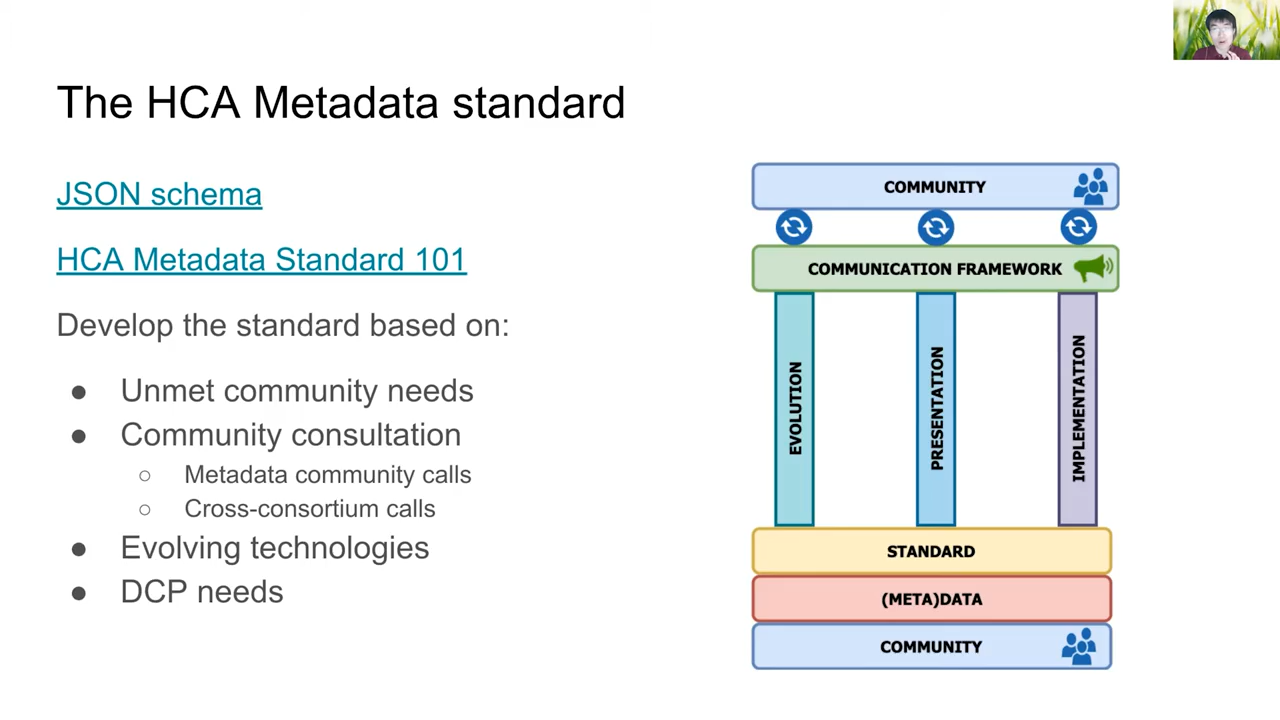 The HCA Metadata standard
JSON schema
HCA Metadata Standard 101
Develop the standard based on:
● Unmet community needs
● Community consultation
○ Metadata community calls
○ Cross-consortium calls
● Evolving technologies
● DCP needs
COMMUNITY
COMMUNICATION FRAMEWORK
EVOLUTION
PRESENTATION
IMPLEMENTATION
STANDARD
(META)DATA
COMMUNITY